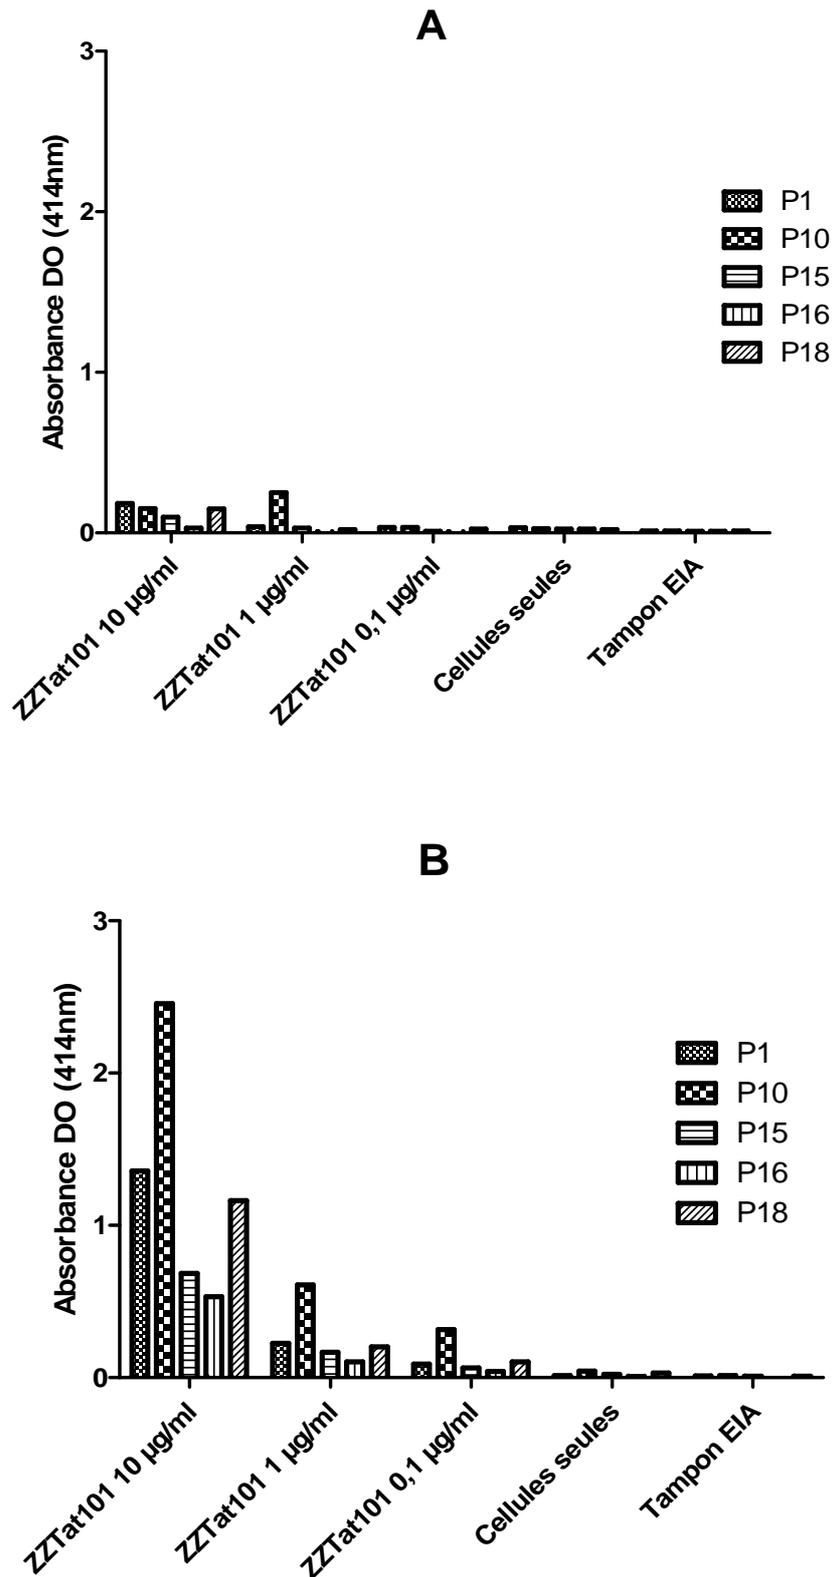 A
Absorbance DO (414nm)
3
2
1
0
P1
P10
P15
P16
P18
ZZTat101 10 µg/ml
ZZTat101 1 µg/ml
ZZTat101 0,1 µg/ml
Cellules seules
Tampon EIA
B
Absorbance DO (414nm)
3
2
1
0
P1
P10
P15
P16
P18
ZZTat101 10 µg/ml
ZZTat101 1 µg/ml
ZZTat101 0,1 µg/ml
Cellules seules
Tampon EIA